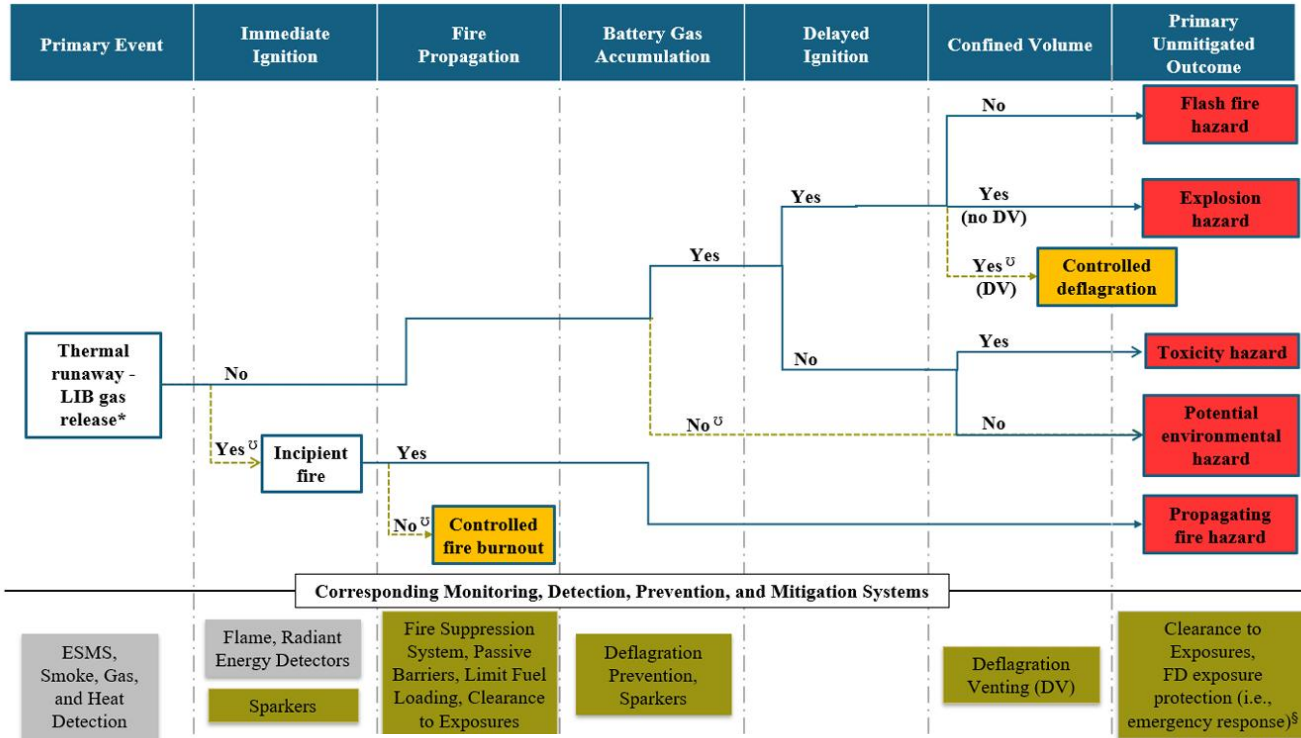 Primary Event
Immediate
Ignition
Fire
Propagation
Battery Gas
Accumulation
Delayed
Ignition
Confined Volume
Primary
Unmitigated
Outcome
No
Flash fire
hazard
Yes
Yes
(no DV)
Explosion
hazard
Yes
Yes ʊ
(DV)
Controlled
deflagration
Thermal
runaway -
LIB gas
release*
No
No
Yes
Toxicity hazard
Yes ʊ
Incipient
fire
Yes
No ʊ
No
Potential
environmental
hazard
No ʊ
Controlled
fire burnout
Propagating
fire hazard
Corresponding Monitoring, Detection, Prevention, and Mitigation Systems
ESMS,
Smoke, Gas,
and Heat
Detection
Flame, Radiant
Energy Detectors
Sparkers
Fire Suppression
System, Passive
Barriers, Limit Fuel
Loading, Clearance
to Exposures
Deflagration
Prevention,
Sparkers
Deflagration
Venting (DV)
Clearance to
Exposures,
FD exposure
protection (i.e.,
emergency response)§